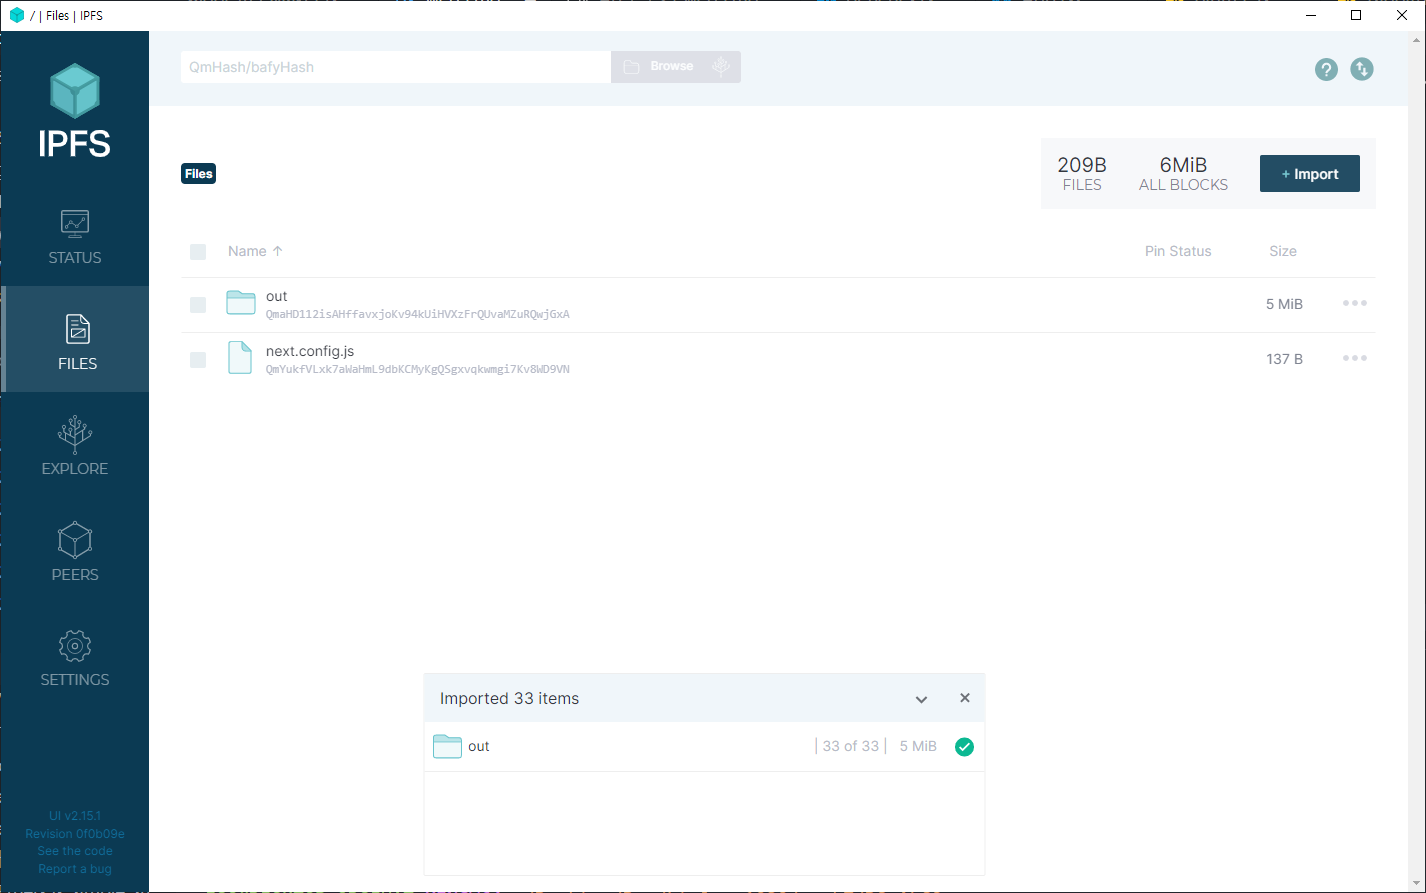 / | Files | IPFS
QmHash/bafyHash
Browse
IPFS
STATUS
FILES
EXPLORE
PEERS
SETTINGS
UI v2.15.1
Revision 0f0b09e
See the code
Report a bug
Files
209B
FILES
6MiB
ALL BLOCKS
+ Import
Name ↑ Pin Status Size
out
QmaHD112isAHffavxjoKv94kUiHVXzFrQUvaMZuRQwjGxA
5 MiB
next.config.js
QmYukfVLxk7aWaHmL9dbKCMyKgQSgxvqkwmgi7Kv8WD9VN
137 B
Imported 33 items
out | 33 of 33 | 5 MiB